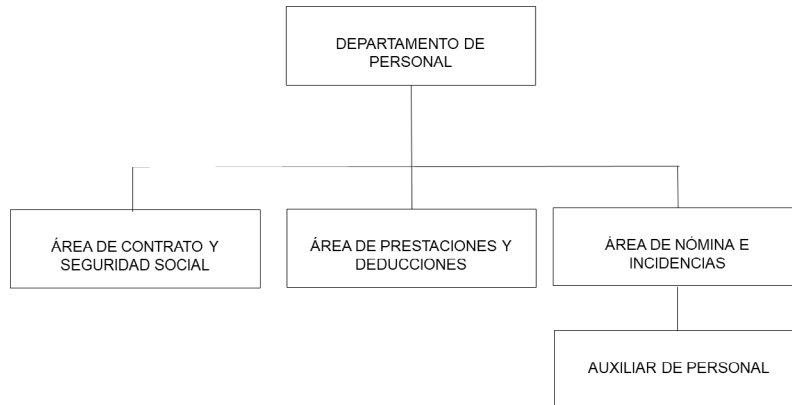 DEPARTAMENTO DE
PERSONAL
ÁREA DE CONTRATO Y
SEGURIDAD SOCIAL
ÁREA DE PRESTACIONES Y
DEDUCCIONES
ÁREA DE NÓMINA E
INCIDENCIAS
AUXILIAR DE PERSONAL